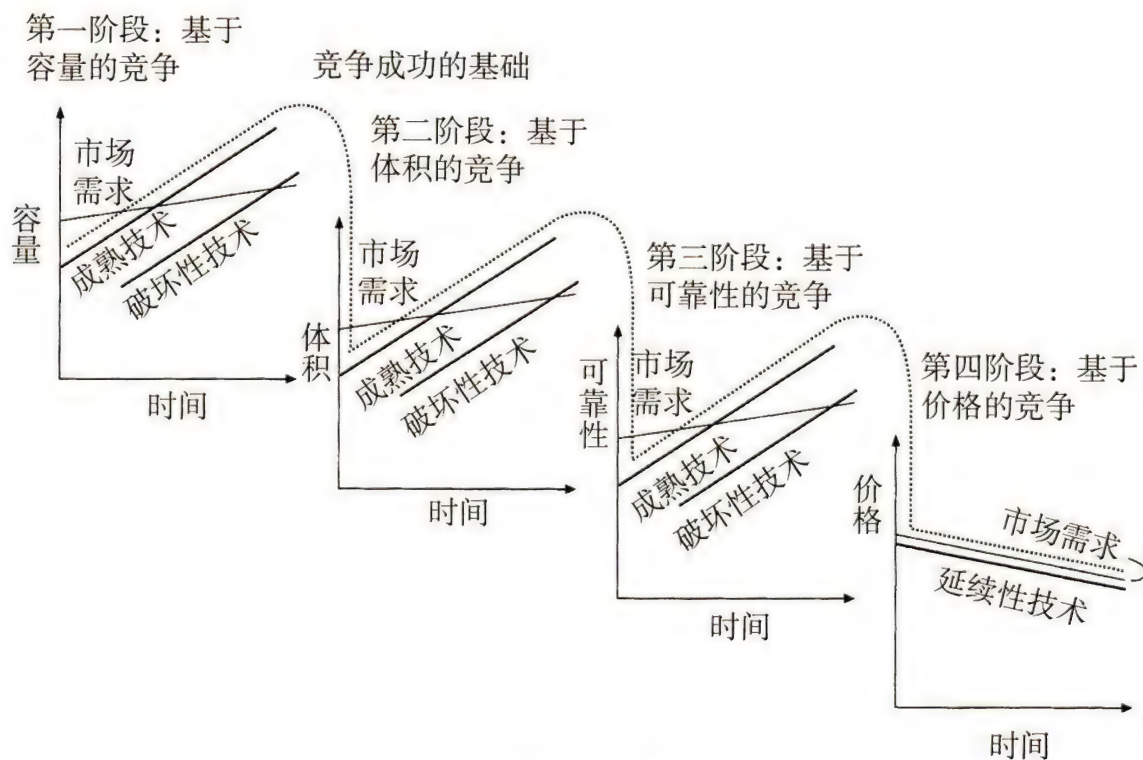 第一阶段：基于
容量的竞争
竞争成功的基础
市场
需求
容量
成熟技术
破坏性技术
时间
第二阶段：基于
体积的竞争
市场
需求
体积
成熟技术
破坏性技术
时间
第三阶段：基于
可靠性的竞争
市场
需求
可靠性
成熟技术
破坏性技术
时间
第四阶段：基于
价格的竞争
价格
市场需求
延续性技术
时间